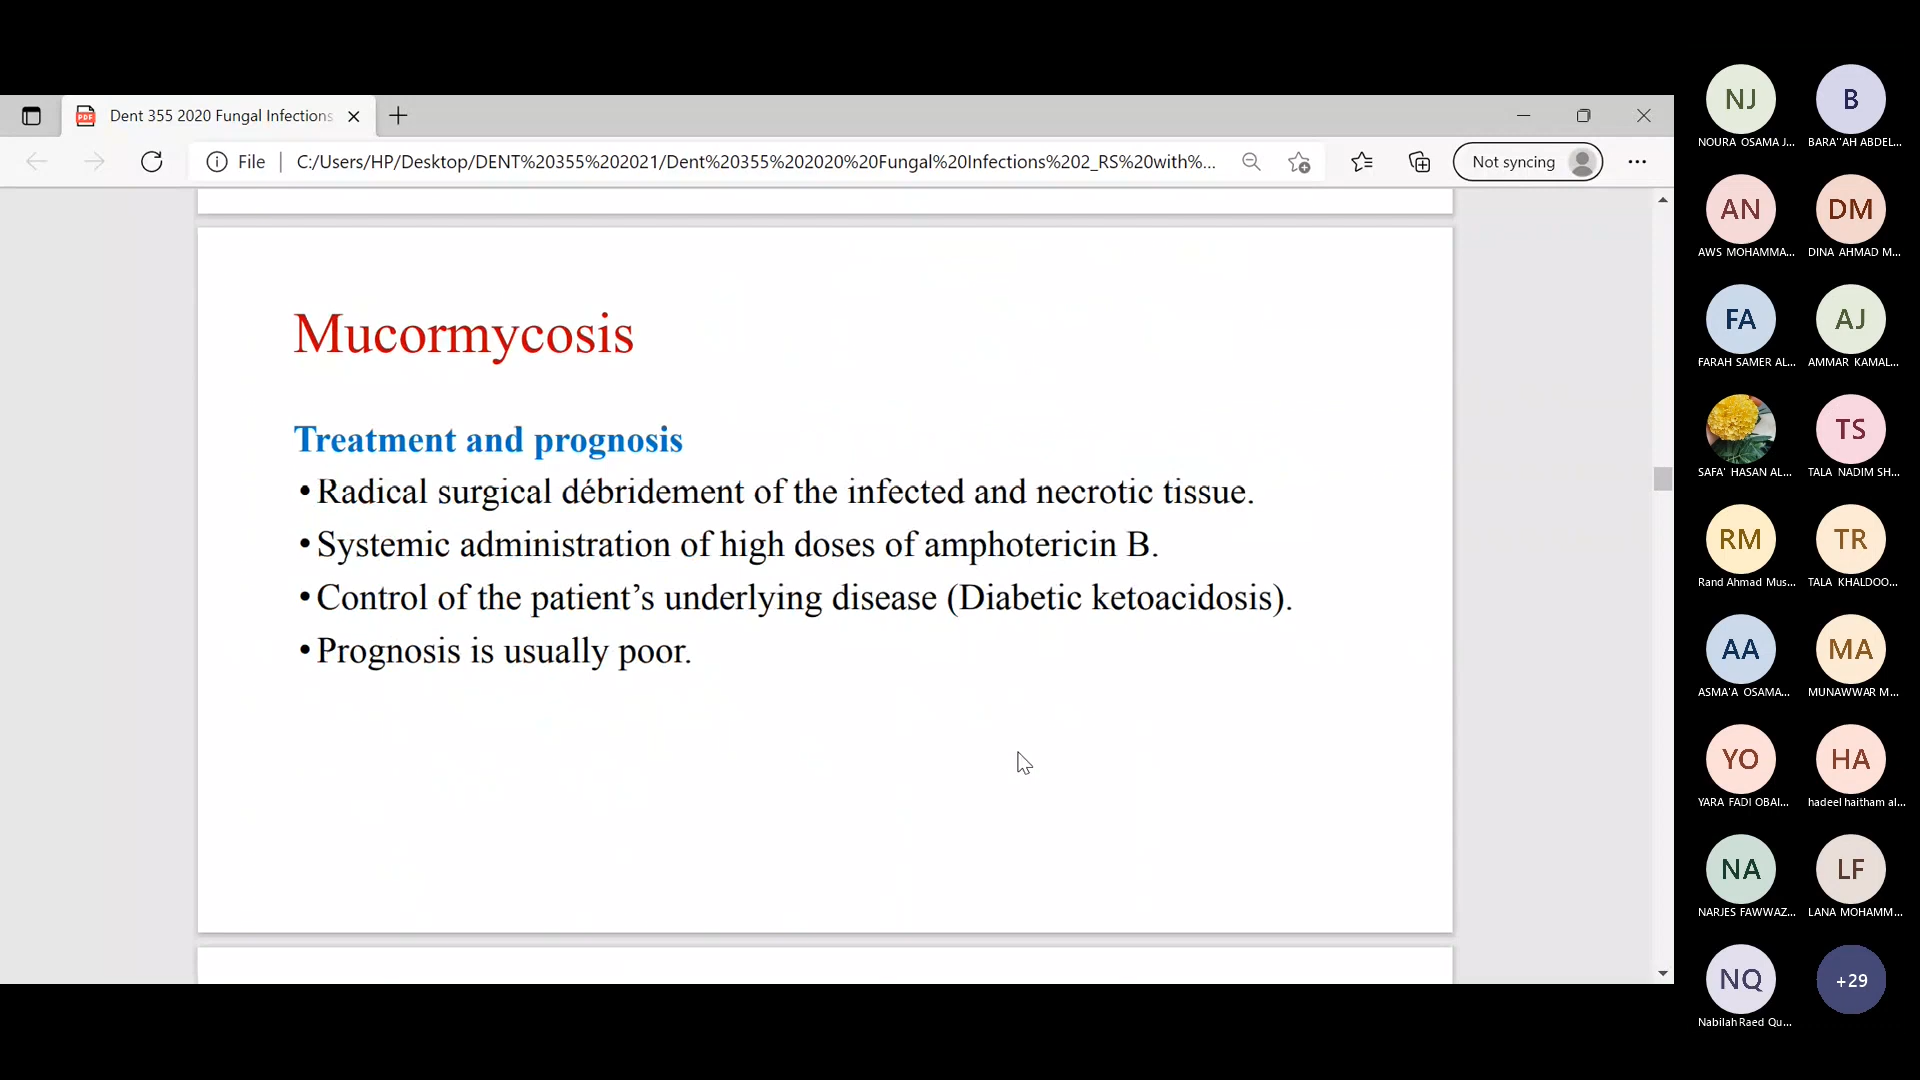 Dent 355 2020 Fungal Infections
File
C:/Users/HP/Desktop/DENT%20355%202021/Dent%20355%202020%20Fungal%20Infections%202_RS%20with%...
Not syncing
Mucormycosis
Treatment and prognosis
• Radical surgical débridement of the infected and necrotic tissue.
• Systemic administration of high doses of amphotericin B.
• Control of the patient’s underlying disease (Diabetic ketoacidosis).
• Prognosis is usually poor.
NJ
NOURA OSAMA J...
B
BARA''AH ABDEL...
AN
AWS MOHAMMA...
DM
DINA AHMAD M...
FA
FARAH SAMER AL...
AJ
AMMAR KAMAL...
SAFA' HASAN AL...
TS
TALA NADIM SH...
RM
Rand Ahmad Mus...
TR
TALA KHALDOO...
AA
ASMA'A OSAMA...
MA
MUNAWWAR M...
YO
YARA FADI OBAI...
HA
hadeel haitham al...
NA
NARJES FAWWAZ...
LF
LANA MOHAMM...
NQ
Nabilah Raed Qu...
+29